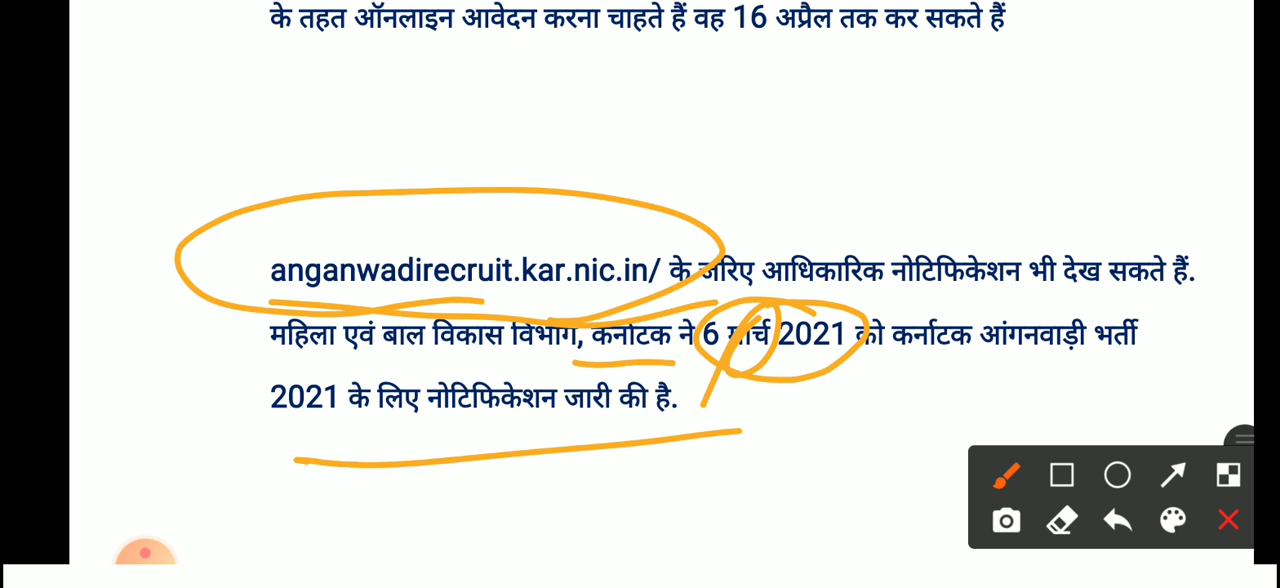 के तहत ऑनलाइन आवेदन करना चाहते हैं वह 16 अप्रैल तक कर सकते हैं
anganwadirecruit.kar.nic.in/ के जरिए आधिकारिक नोटिफिकेशन भी देख सकते हैं.
महिला एवं बाल विकास विभाग, कर्नाटक ने 6 मार्च 2021 को कर्नाटक आंगनवाड़ी भर्ती
2021 के लिए नोटिफिकेशन जारी की है.